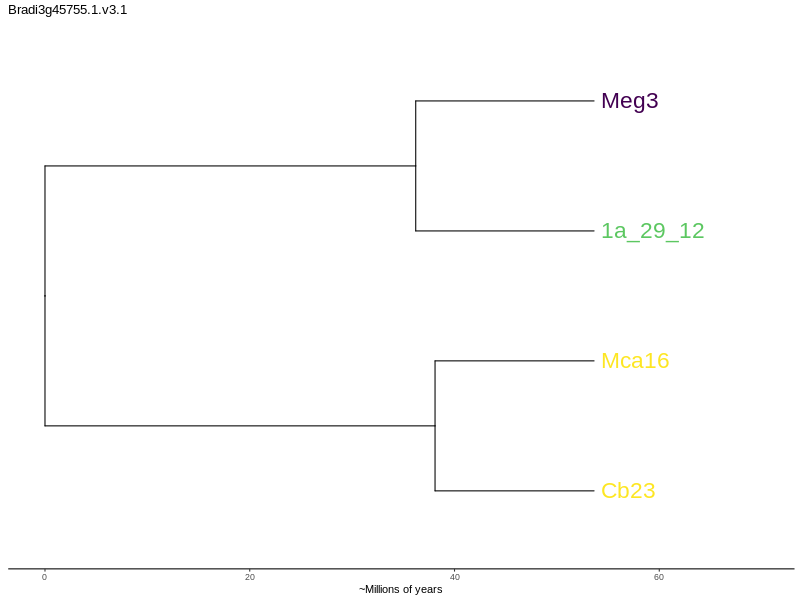 Bradi3g45755.1.v3.1
Meg3
1a_29_12
Mca16
Cb23
0 20 40 60
~Millions of years